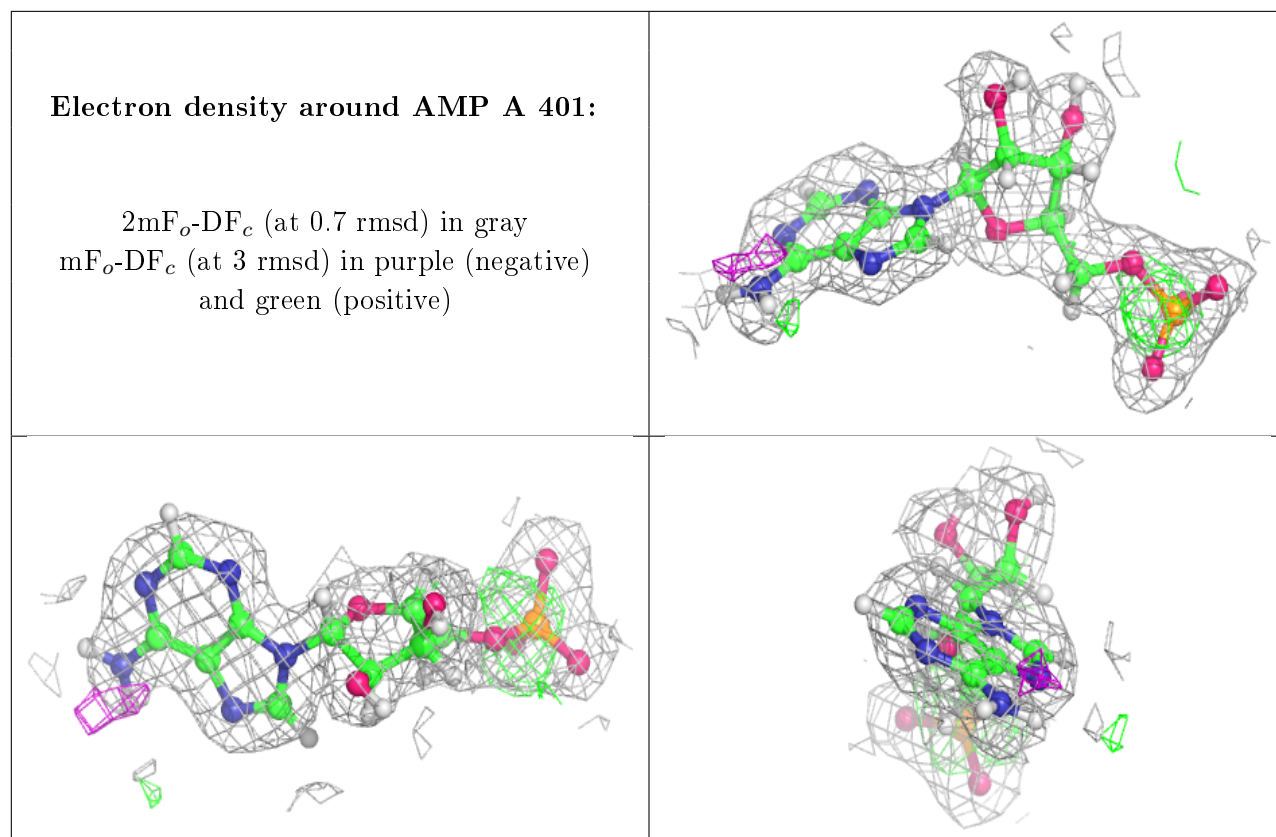 Electron density around AMP A 401:
2mFₒ-DF𝒸 (at 0.7 rmsd) in gray
mFₒ-DF𝒸 (at 3 rmsd) in purple (negative)
and green (positive)